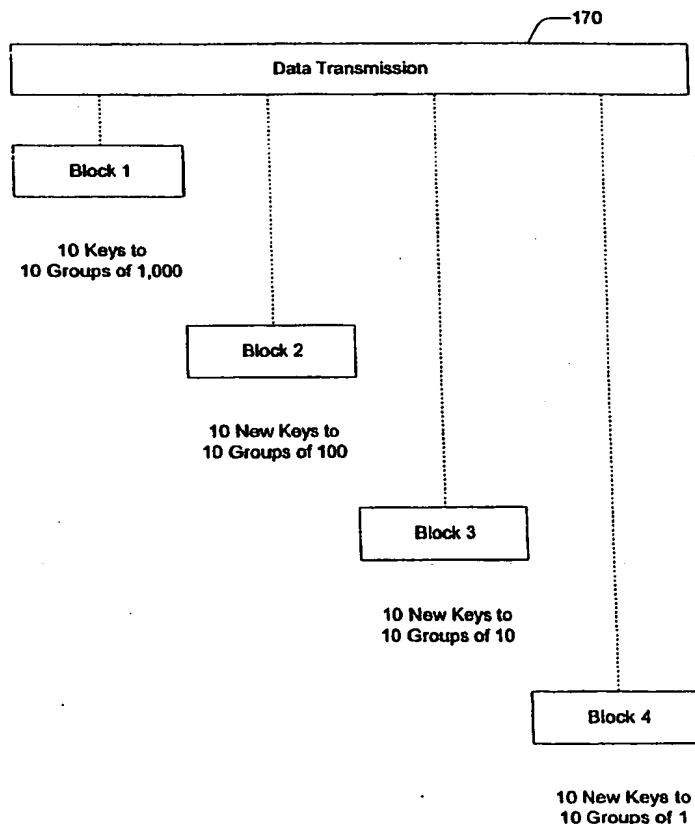 170
Data Transmission
Block 1
10 Keys to
10 Groups of 1,000
Block 2
10 New Keys to
10 Groups of 100
Block 3
10 New Keys to
10 Groups of 10
Block 4
10 New Keys to
10 Groups of 1